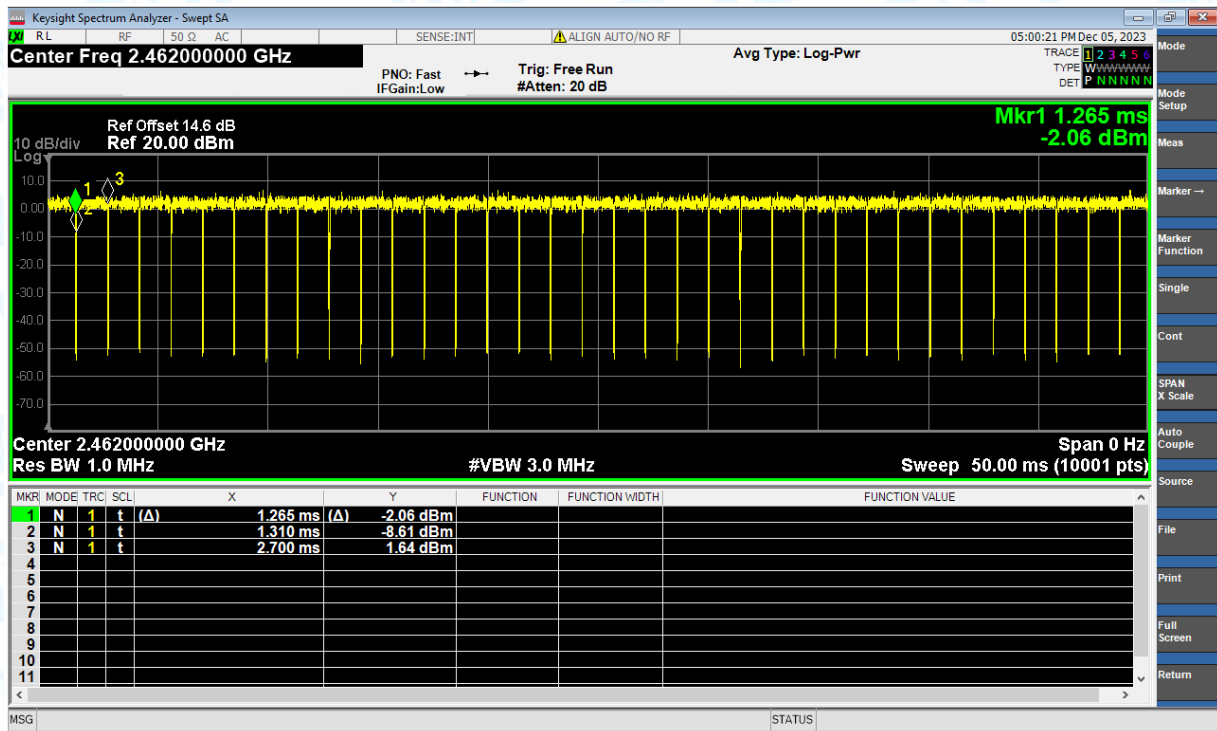 Keysight Spectrum Analyzer - Swept SA
LXI RL RF 50 Ω AC SENSE:INT ALIGN AUTO/NO RF 05:00:21 PM Dec 05, 2023
Center Freq 2.462000000 GHz
PNO: Fast
IFGain:Low
Trig: Free Run
#Atten: 20 dB
Avg Type: Log-Pwr
TRACE 1 2 3 4 5 6
TYPE WWWWWW
DET P N N N N N
Mkr1 1.265 ms
-2.06 dBm
Ref Offset 14.6 dB
10 dB/div Ref 20.00 dBm
Log
10.0
0.00
-10.0
-20.0
-30.0
-40.0
-50.0
-60.0
-70.0
1
2
3
Center 2.462000000 GHz Span 0 Hz
Res BW 1.0 MHz #VBW 3.0 MHz Sweep 50.00 ms (10001 pts)
MKR MODE TRC SCL X Y FUNCTION FUNCTION WIDTH FUNCTION VALUE
1 N 1 t (Δ) 1.265 ms (Δ) -2.06 dBm
2 N 1 t 1.310 ms -8.61 dBm
3 N 1 t 2.700 ms 1.64 dBm
4
5
6
7
8
9
10
11
MSG STATUS
Mode
Mode
Setup
Meas
Marker →
Marker
Function
Single
Cont
SPAN
X Scale
Auto
Couple
Source
File
Print
Full
Screen
Return